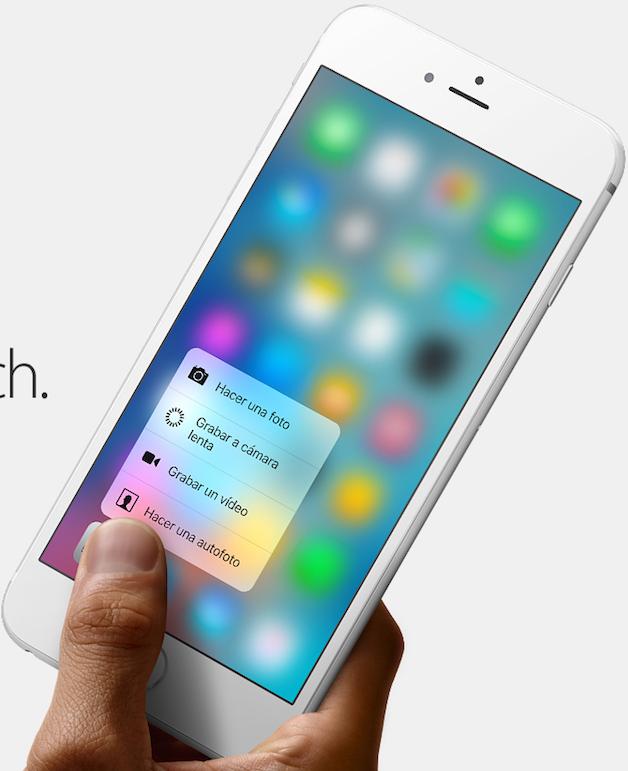 ch.
Hacer una foto
Grabar a cámara
lenta
Grabar un vídeo
Hacer una autofoto